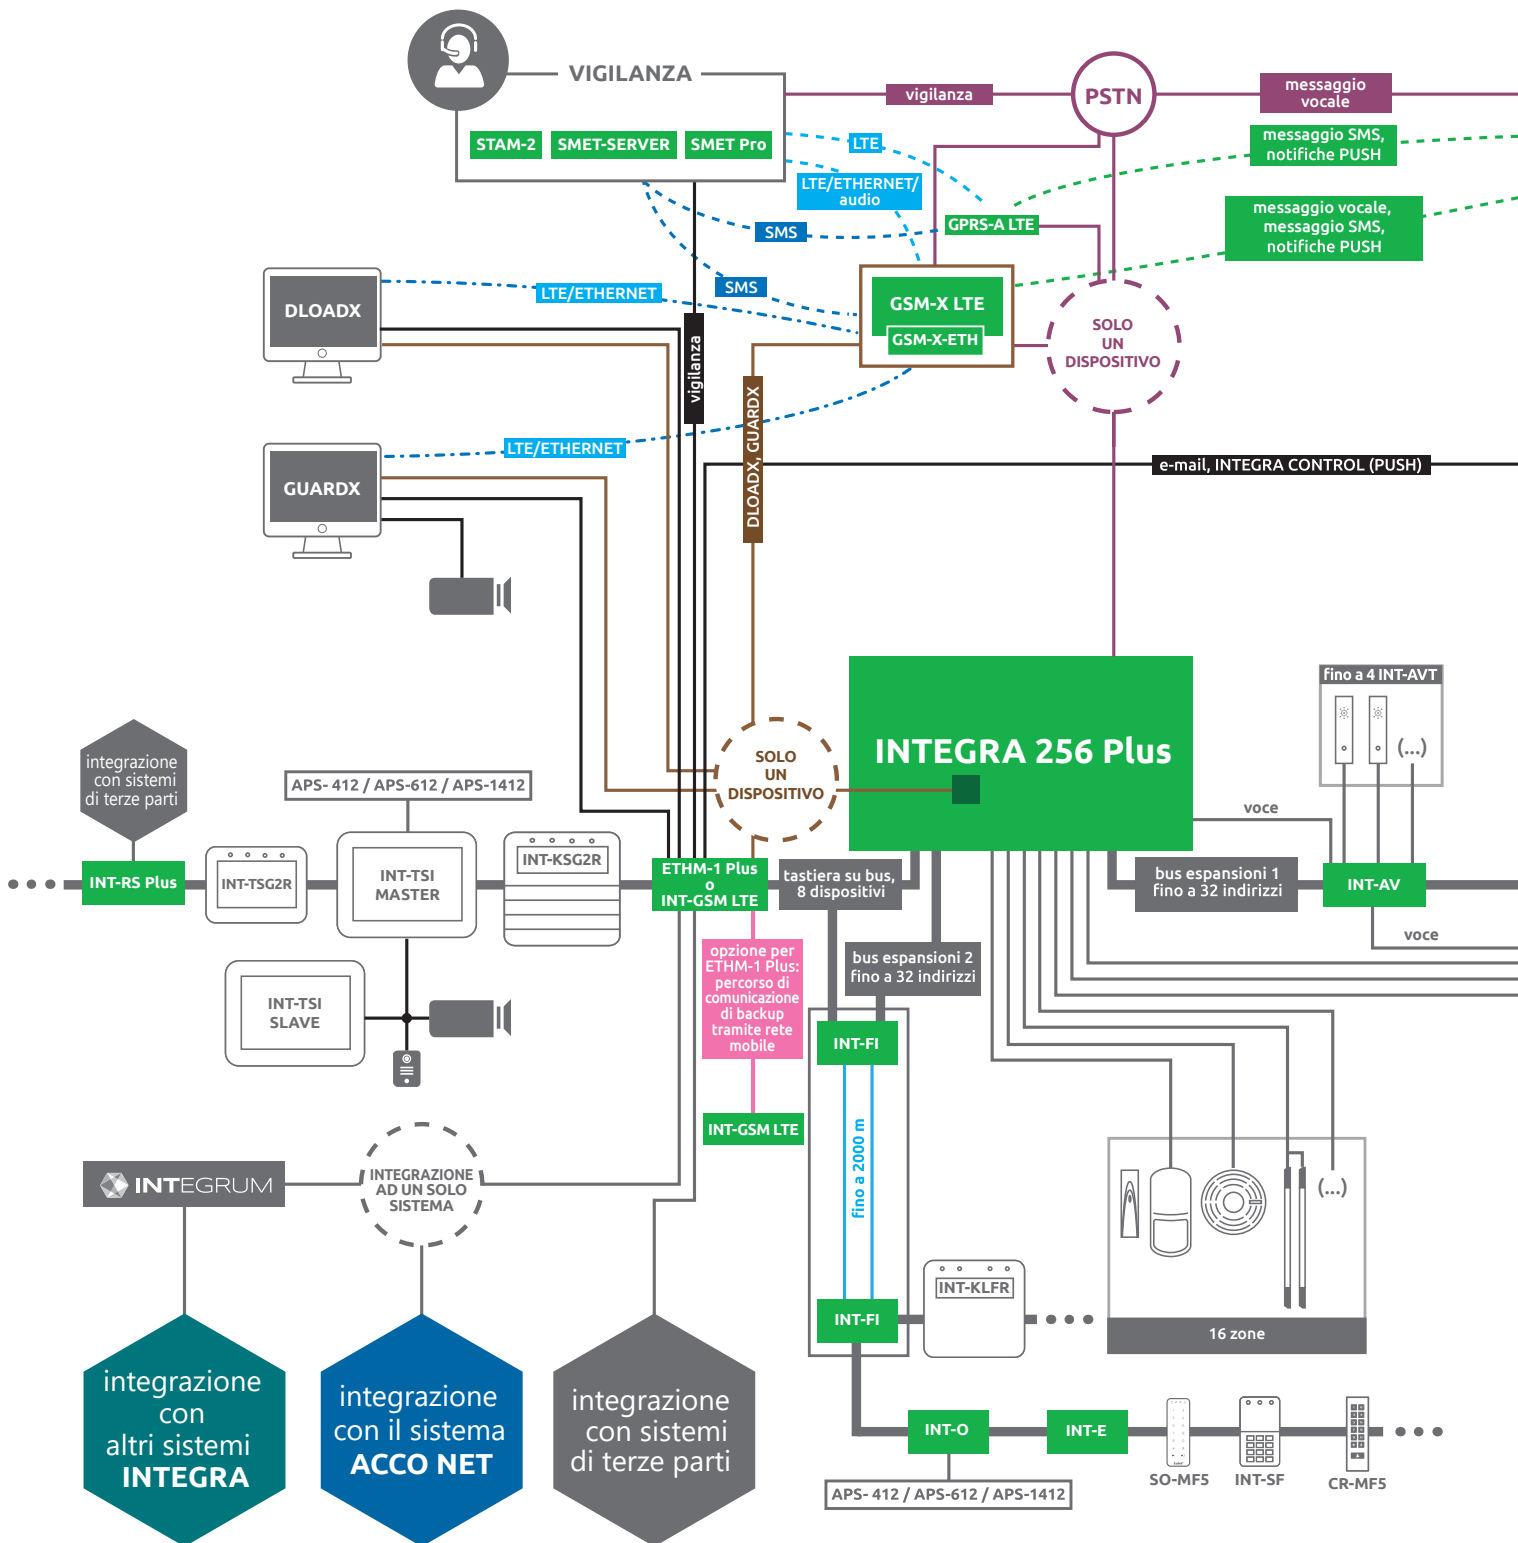 VIGILANZA
STAM-2
SMET-SERVER
SMET Pro
vigilanza
PSTN
messaggio
vocale
LTE
messaggio SMS,
notifiche PUSH
LTE/ETHERNET/
audio
GPRS-A LTE
messaggio vocale,
messaggio SMS,
notifiche PUSH
SMS
SMS
DLOADX
LTE/ETHERNET
GSM-X LTE
GSM-X-ETH
SOLO
UN
DISPOSITIVO
vigilanza
DLOADX, GUARDX
LTE/ETHERNET
e-mail, INTEGRA CONTROL (PUSH)
GUARDX
INTEGRA 256 Plus
fino a 4 INT-AVT
(...)
integrazione
con sistemi
di terze parti
APS- 412 / APS-612 / APS-1412
SOLO
UN
DISPOSITIVO
voce
INT-RS Plus
INT-TSG2R
INT-TSI
MASTER
INT-KSG2R
ETHM-1 Plus
o
INT-GSM LTE
tastiera su bus,
8 dispositivi
bus espansioni 1
fino a 32 indirizzi
INT-AV
voce
opzione per
ETHM-1 Plus:
percorso di
comunicazione
di backup
tramite rete
mobile
bus espansioni 2
fino a 32 indirizzi
INT-TSI
SLAVE
INT-FI
INT-GSM LTE
fino a 2000 m
INTEGRUM
INTEGRAZIONE
AD UN SOLO
SISTEMA
(...)
INT-KLFR
INT-FI
16 zone
integrazione
con
altri sistemi
INTEGRA
integrazione
con il sistema
ACCO NET
integrazione
con sistemi
di terze parti
INT-O
INT-E
SO-MF5
INT-SF
CR-MF5
APS- 412 / APS-612 / APS-1412